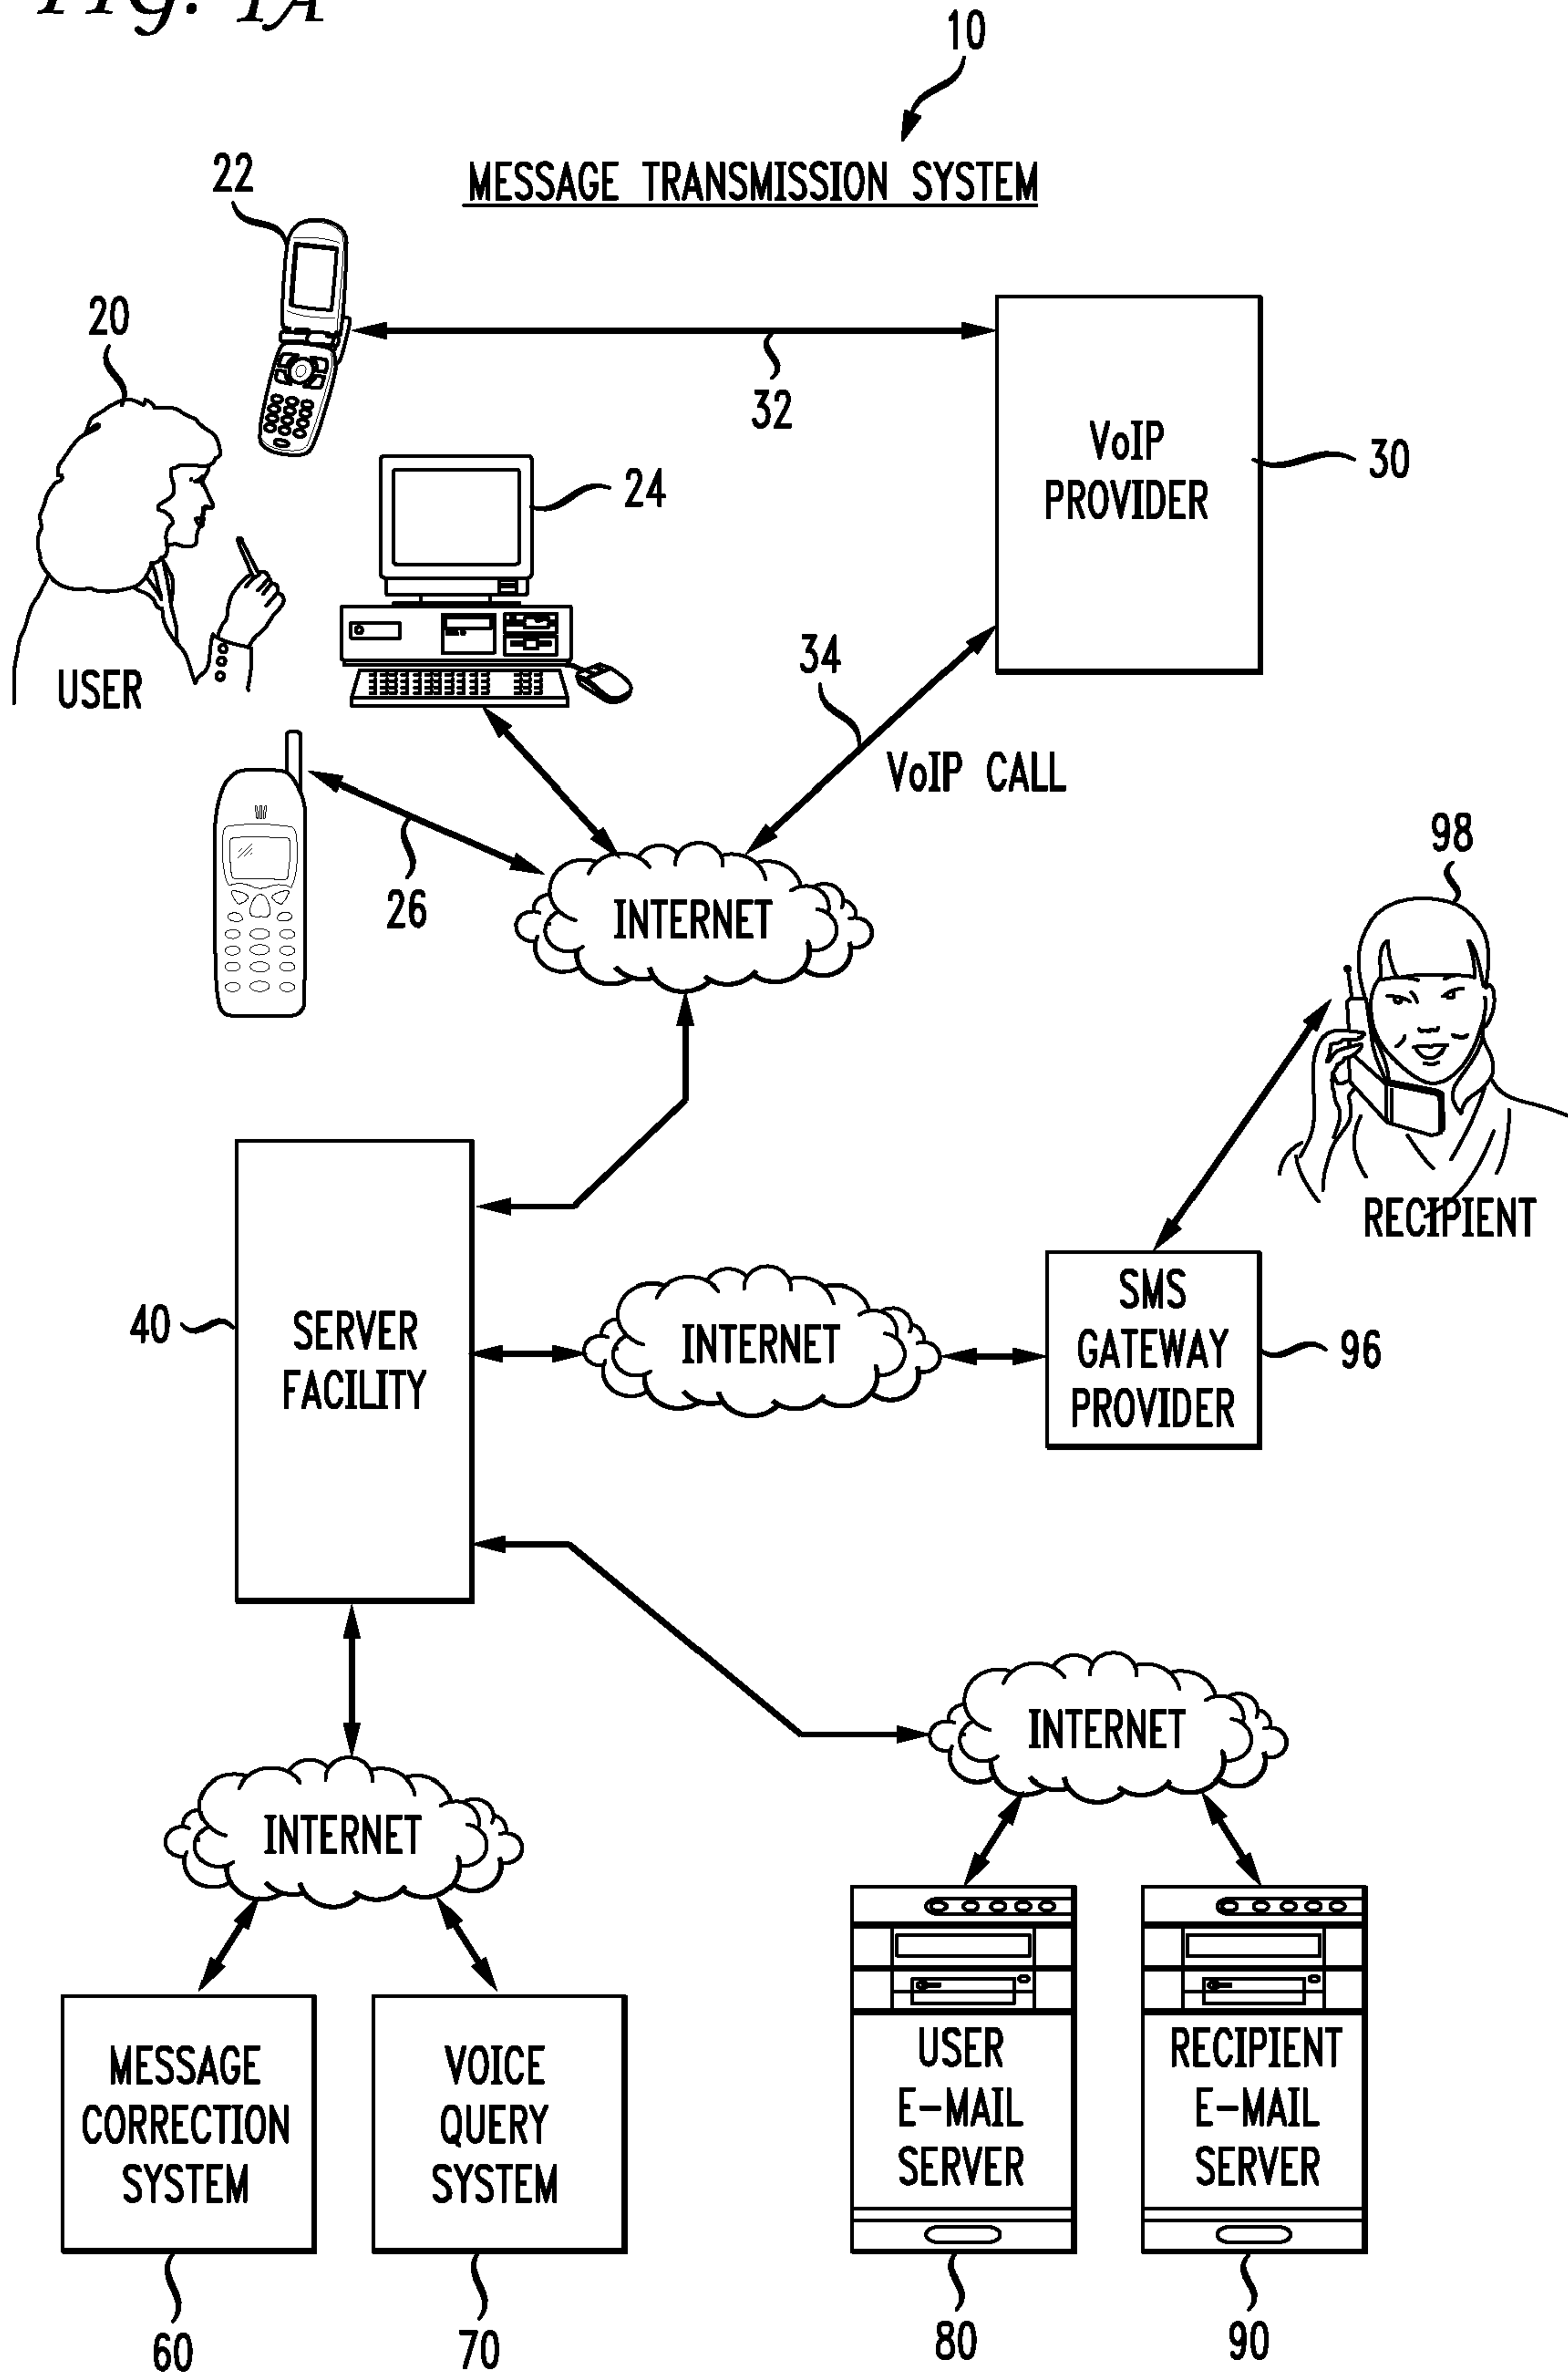 FIG. 1A
10
MESSAGE TRANSMISSION SYSTEM
22
20
32
VoIP
PROVIDER
30
24
USER
34
VoIP CALL
26
INTERNET
98
RECIPIENT
40
SERVER
FACILITY
INTERNET
SMS
GATEWAY
PROVIDER
96
INTERNET
INTERNET
MESSAGE
CORRECTION
SYSTEM
VOICE
QUERY
SYSTEM
USER
E-MAIL
SERVER
RECIPIENT
E-MAIL
SERVER
60
70
80
90